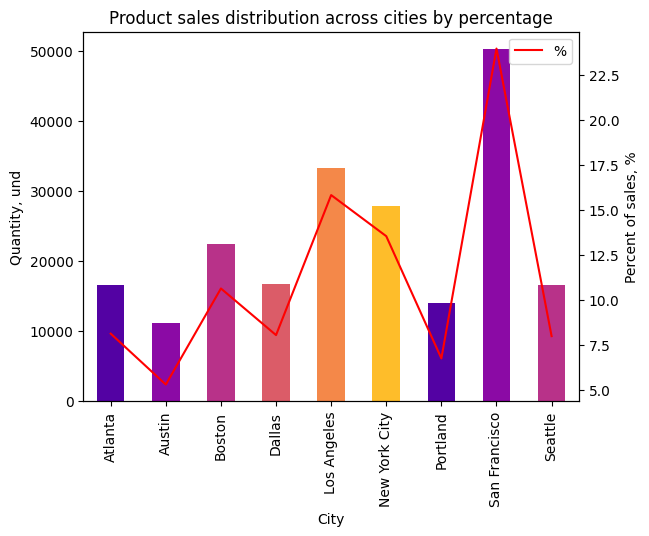 Product sales distribution across cities by percentage
%
50000
40000
30000
20000
10000
0
Quantity, und
22.5
20.0
17.5
15.0
12.5
10.0
7.5
5.0
Percent of sales, %
Atlanta
Austin
Boston
Dallas
Los Angeles
New York City
Portland
San Francisco
Seattle
City